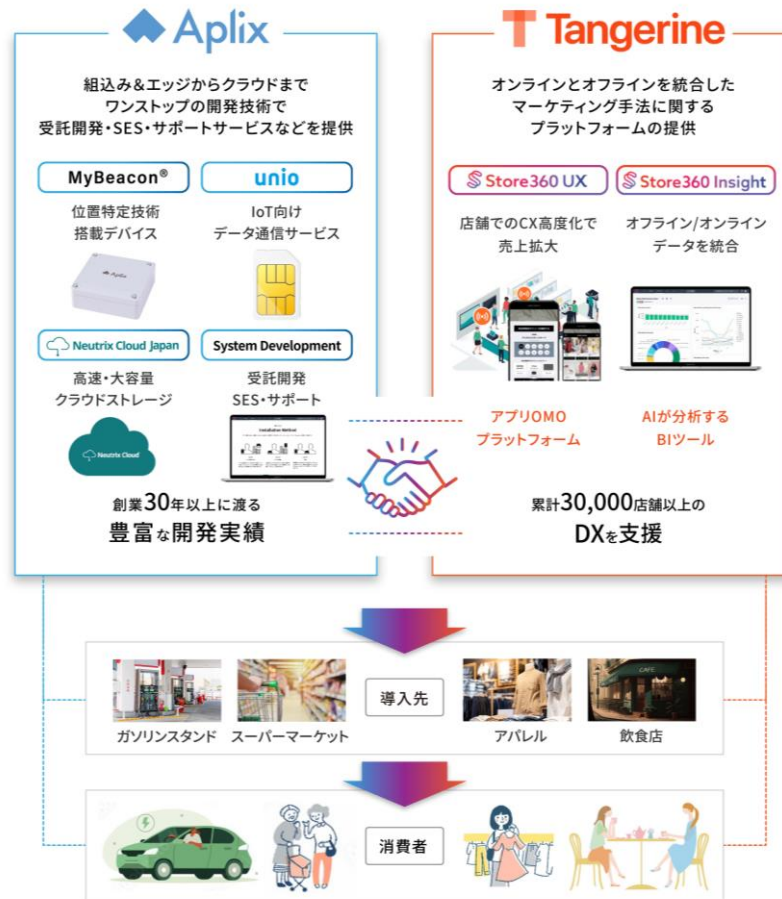 Aplix
組込み&エッジからクラウドまで
ワンストップの開発技術で
受託開発・SES・サポートサービスなどを提供
MyBeacon®
位置特定技術
搭載デバイス
Aplix
unio
IoT向け
データ通信サービス
Neutrix Cloud Japan
高速・大容量
クラウドストレージ
Neutrix Cloud
System Development
受託開発
SES・サポート
Installation Method
創業30年以上に渡る
豊富な開発実績
Tangerine
オンラインとオフラインを統合した
マーケティング手法に関する
プラットフォームの提供
Store360 UX
店舗でのCX高度化で
売上拡大
アプリOMO
プラットフォーム
Store360 Insight
オフライン/オンライン
データを統合
AIが分析する
BIツール
累計30,000店舗以上の
DXを支援
導入先
ガソリンスタンド
スーパーマーケット
アパレル
CAFE
飲食店
消費者